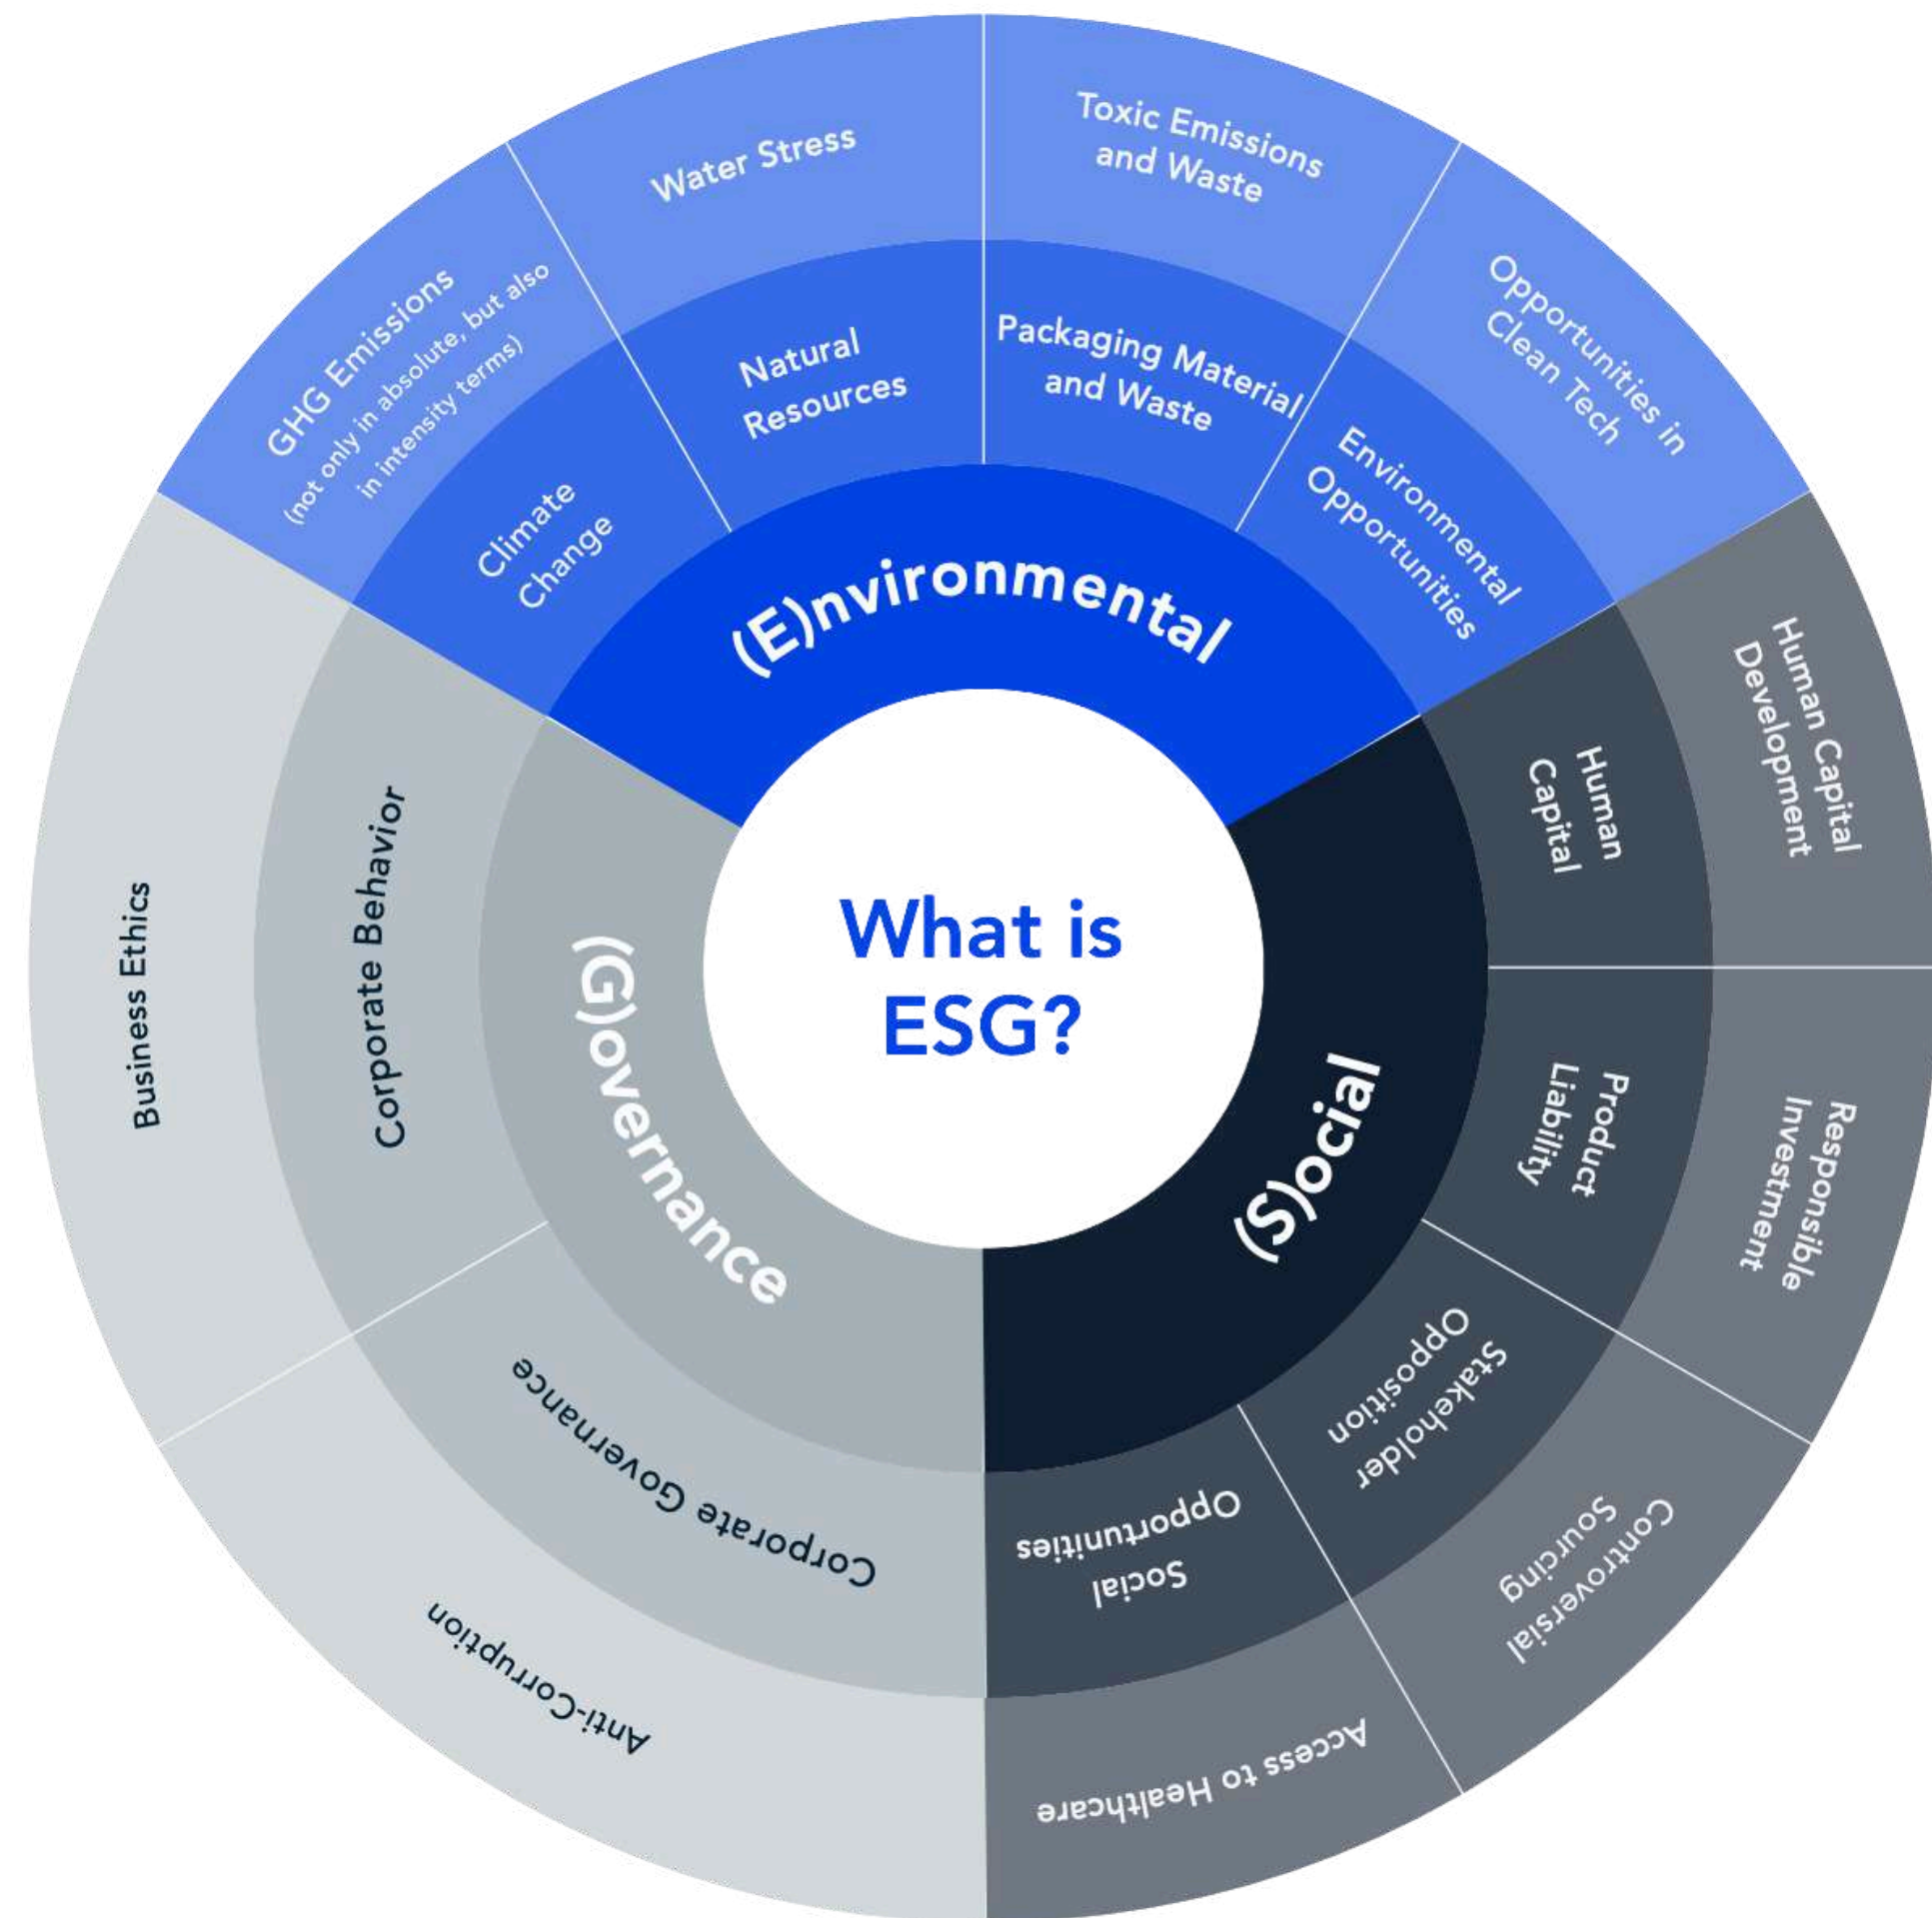 What is
ESG?
(E)nvironmental
Climate
Change
GHG Emissions
(not only in absolute, but also
in intensity terms)
Natural
Resources
Water Stress
Packaging Material
and Waste
Toxic Emissions
and Waste
Environmental
Opportunities
Opportunities in
Clean Tech
(S)ocial
Human
Capital
Human Capital
Development
Product
Liability
Responsible
Investment
Stakeholder
Opposition
Controversial
Sourcing
Social
Opportunities
Access to Healthcare
(G)overnance
Corporate Governance
Anti-Corruption
Corporate Behavior
Business Ethics